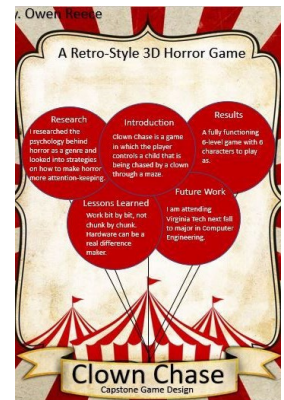 y. Owen Reece
A Retro-Style 3D Horror Game
Research
I researched the
psychology behind
horror as a genre and
looked into strategies
on how to make horror
more attention-keeping.
Introduction
Clown Chase is a game
in which the player
controls a child that is
being chased by a clown
through a maze.
Results
A fully functioning
6-level game with 6
characters to play
as.
Lessons Learned
Work bit by bit, not
chunk by chunk.
Hardware can be a
real difference
maker.
Future Work
I am attending
Virginia Tech next fall
to major in Computer
Engineering.
Clown Chase
Capstone Game Design